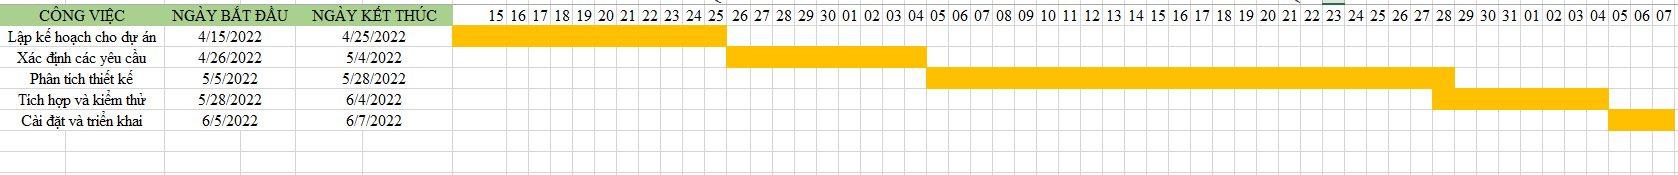 CÔNG VIỆC NGÀY BẮT ĐẦU NGÀY KẾT THÚC 15 16 17 18 19 20 21 22 23 24 25 26 27 28 29 30 01 02 03 04 05 06 07 08 09 10 11 12 13 14 15 16 17 18 19 20 21 22 23 24 25 26 27 28 29 30 31 01 02 03 04 05 06 07
Lập kế hoạch cho dự án 4/15/2022 4/25/2022
Xác định các yêu cầu 4/26/2022 5/4/2022
Phân tích thiết kế 5/5/2022 5/28/2022
Tích hợp và kiểm thử 5/28/2022 6/4/2022
Cài đặt và triển khai 6/5/2022 6/7/2022